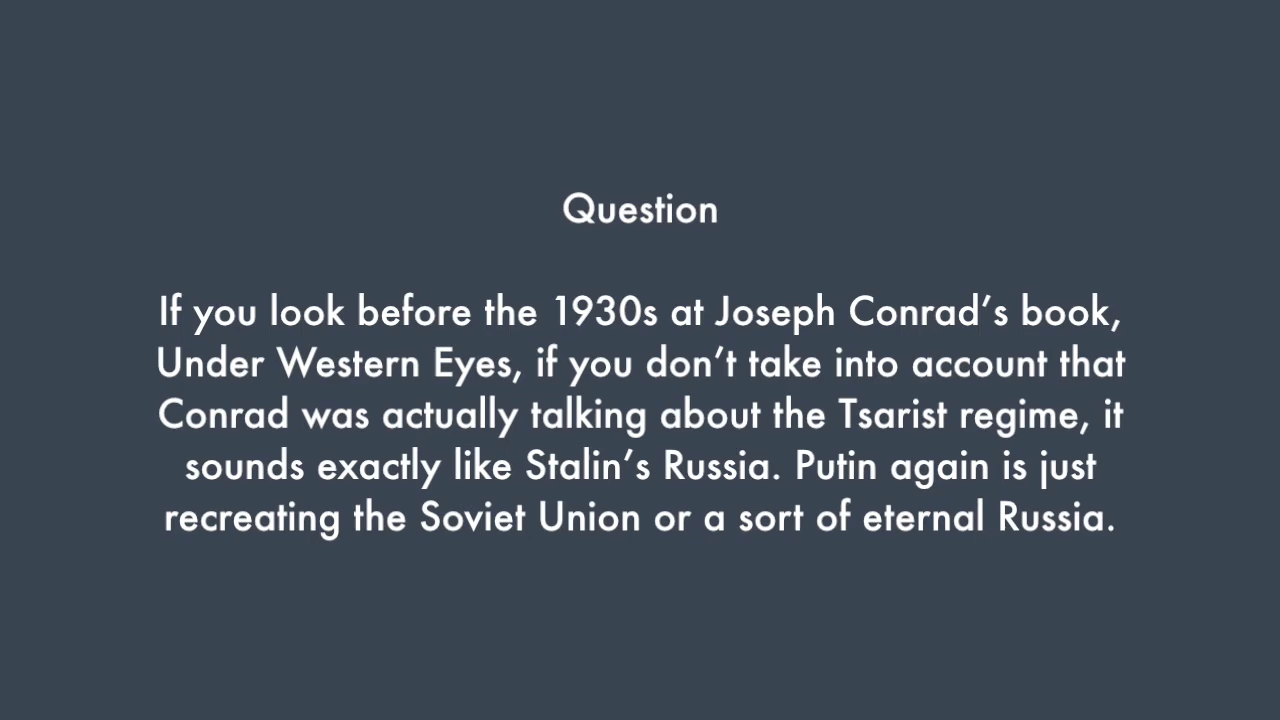 Question
If you look before the 1930s at Joseph Conrad’s book,
Under Western Eyes, if you don’t take into account that
Conrad was actually talking about the Tsarist regime, it
sounds exactly like Stalin’s Russia. Putin again is just
recreating the Soviet Union or a sort of eternal Russia.